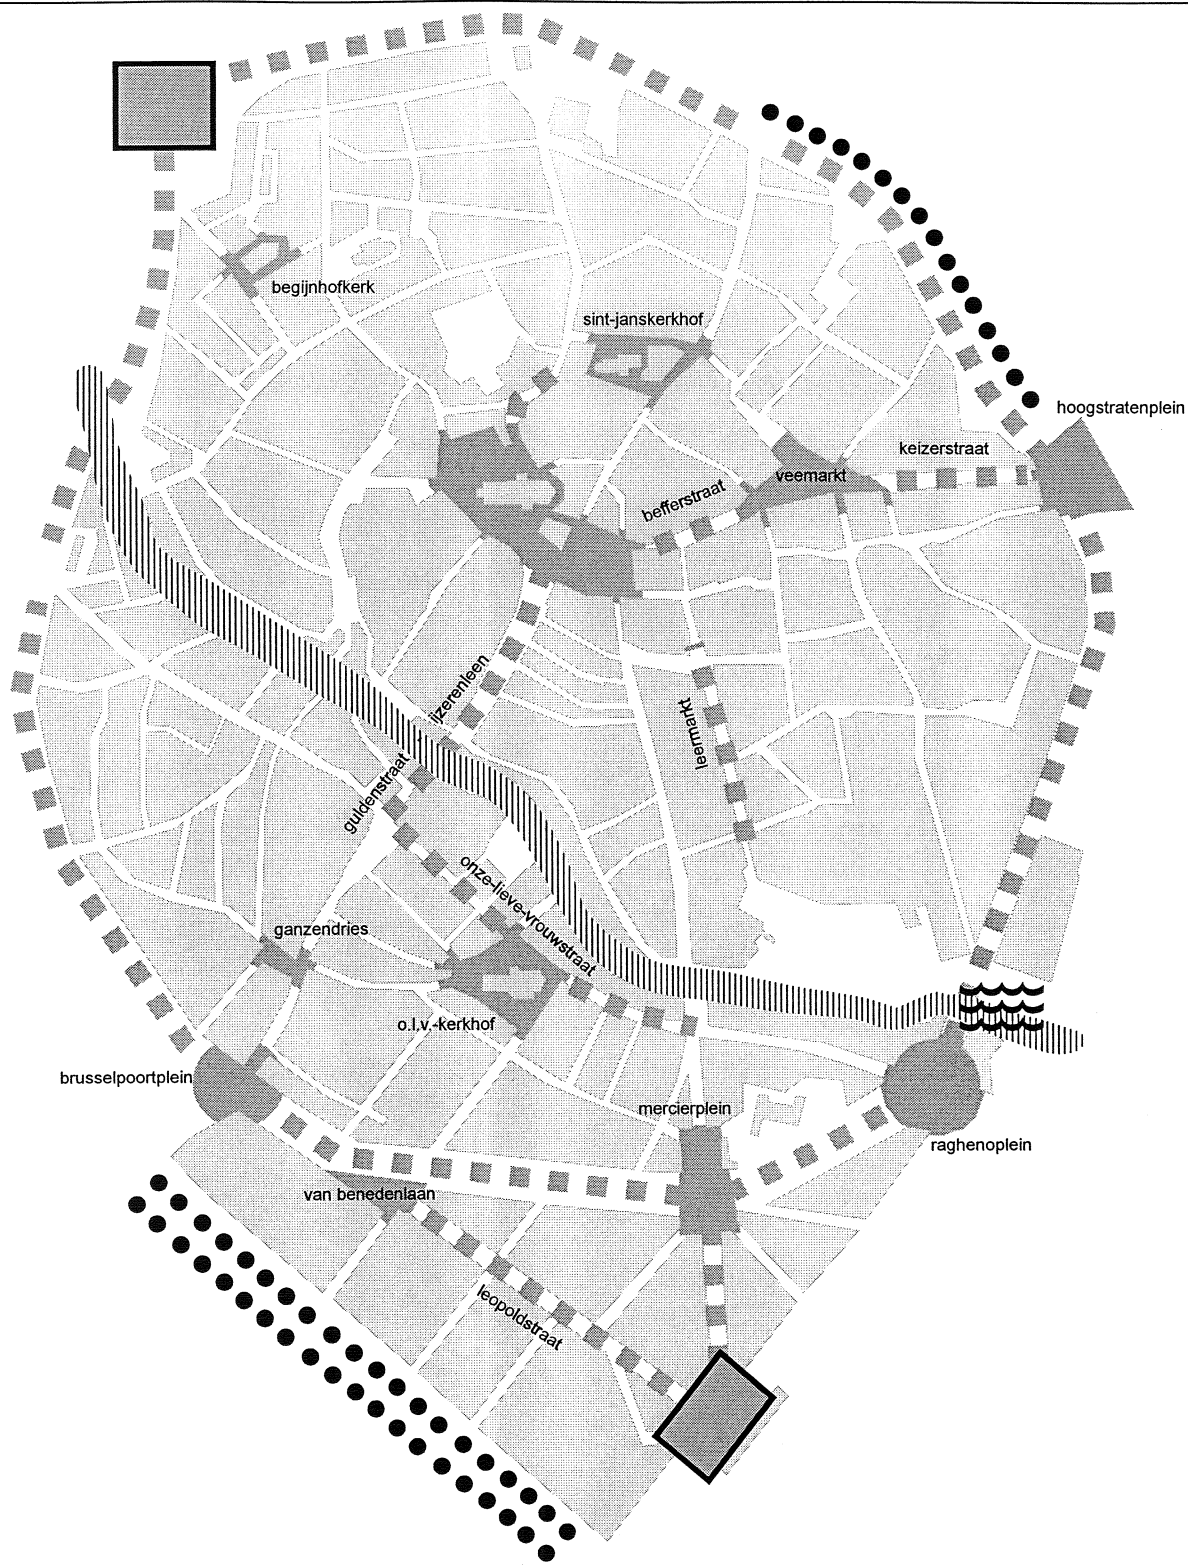 begijnhofkerk
sint-janskerkhof
hoogstratenplein
keizerstraat
veemarkt
befferstraat
ijzerenleen
leermarkt
guldenstraat
onze-lieve-vrouwstraat
ganzendries
o.l.v.-kerkhof
brusselpoortplein
mercierplein
raghenoplein
van benedenlaan
leopoldstraat